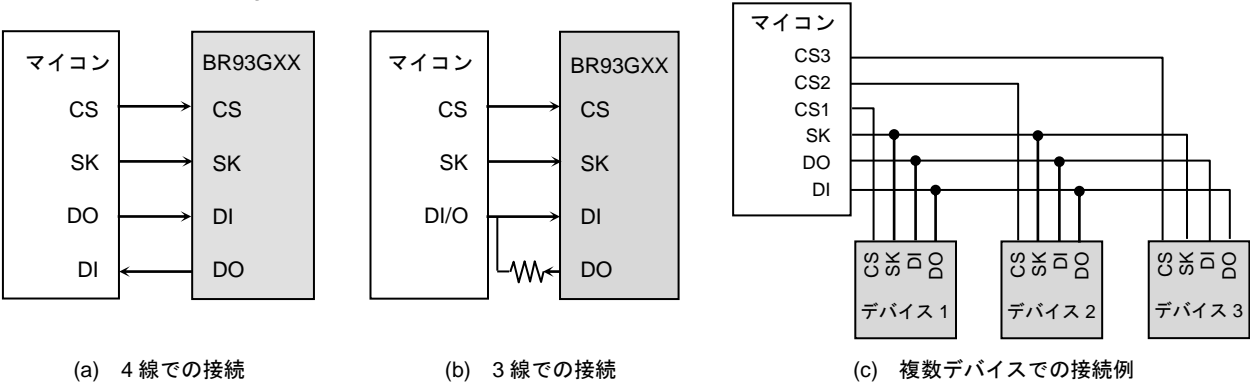 マイコン
BR93GXX
CS
CS
SK
SK
DO
DI
DI
DO
(a) 4線での接続
マイコン
BR93GXX
CS
CS
SK
SK
DI/O
DI
DO
(b) 3線での接続
マイコン
CS3
CS2
CS1
SK
DO
DI
CS
SK
DI
DO
デバイス1
CS
SK
DI
DO
デバイス2
CS
SK
DI
DO
デバイス3
(c) 複数デバイスでの接続例